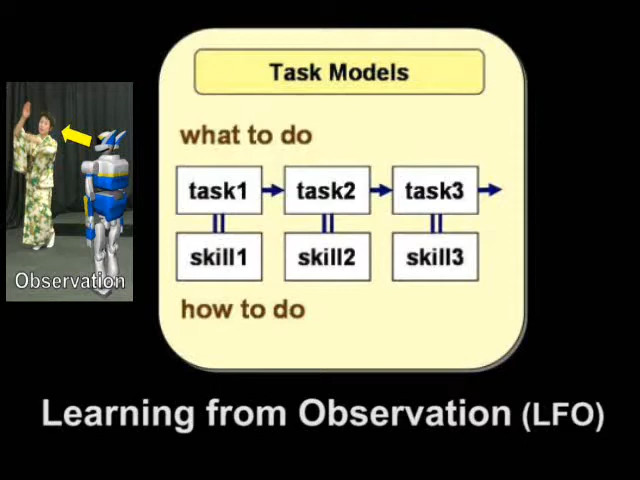 Task Models
what to do
task1 task2 task3
skill1 skill2 skill3
how to do
Observation
Learning from Observation (LFO)